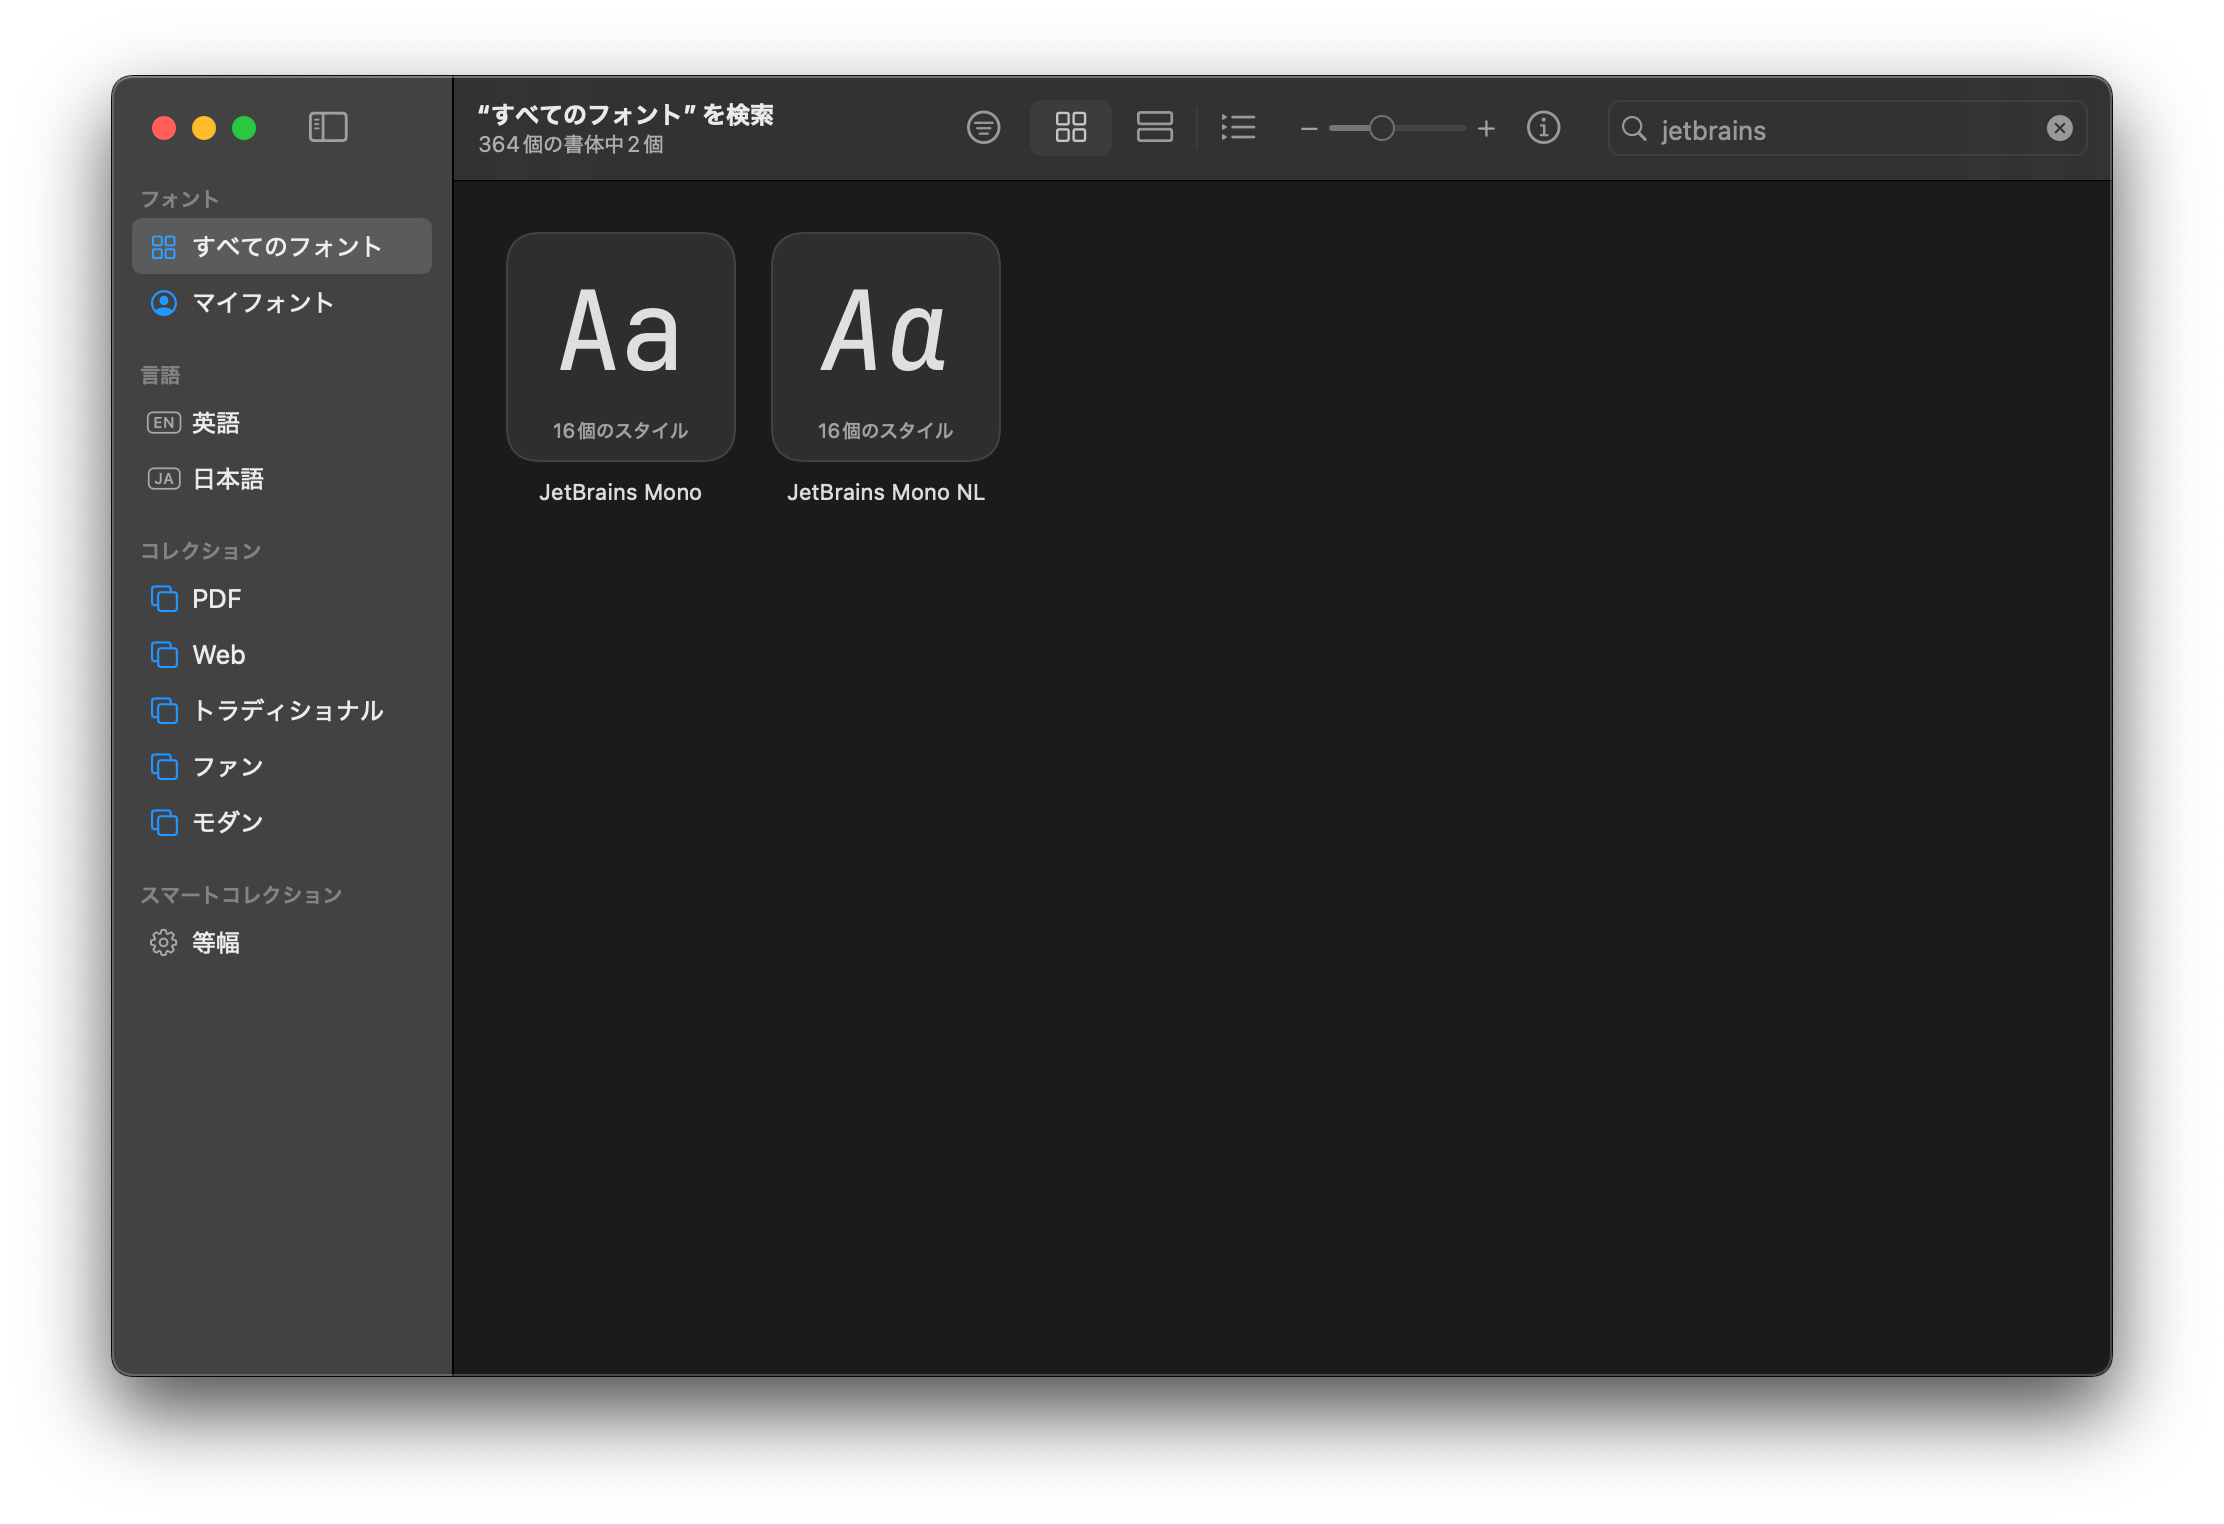 フォント
すべてのフォント
マイフォント
言語
EN 英語
JA 日本語
コレクション
PDF
Web
トラディショナル
ファン
モダン
スマートコレクション
等幅
“すべてのフォント” を検索
364個の書体中2個
jetbrains
Aa
16個のスタイル
JetBrains Mono
Aa
16個のスタイル
JetBrains Mono NL